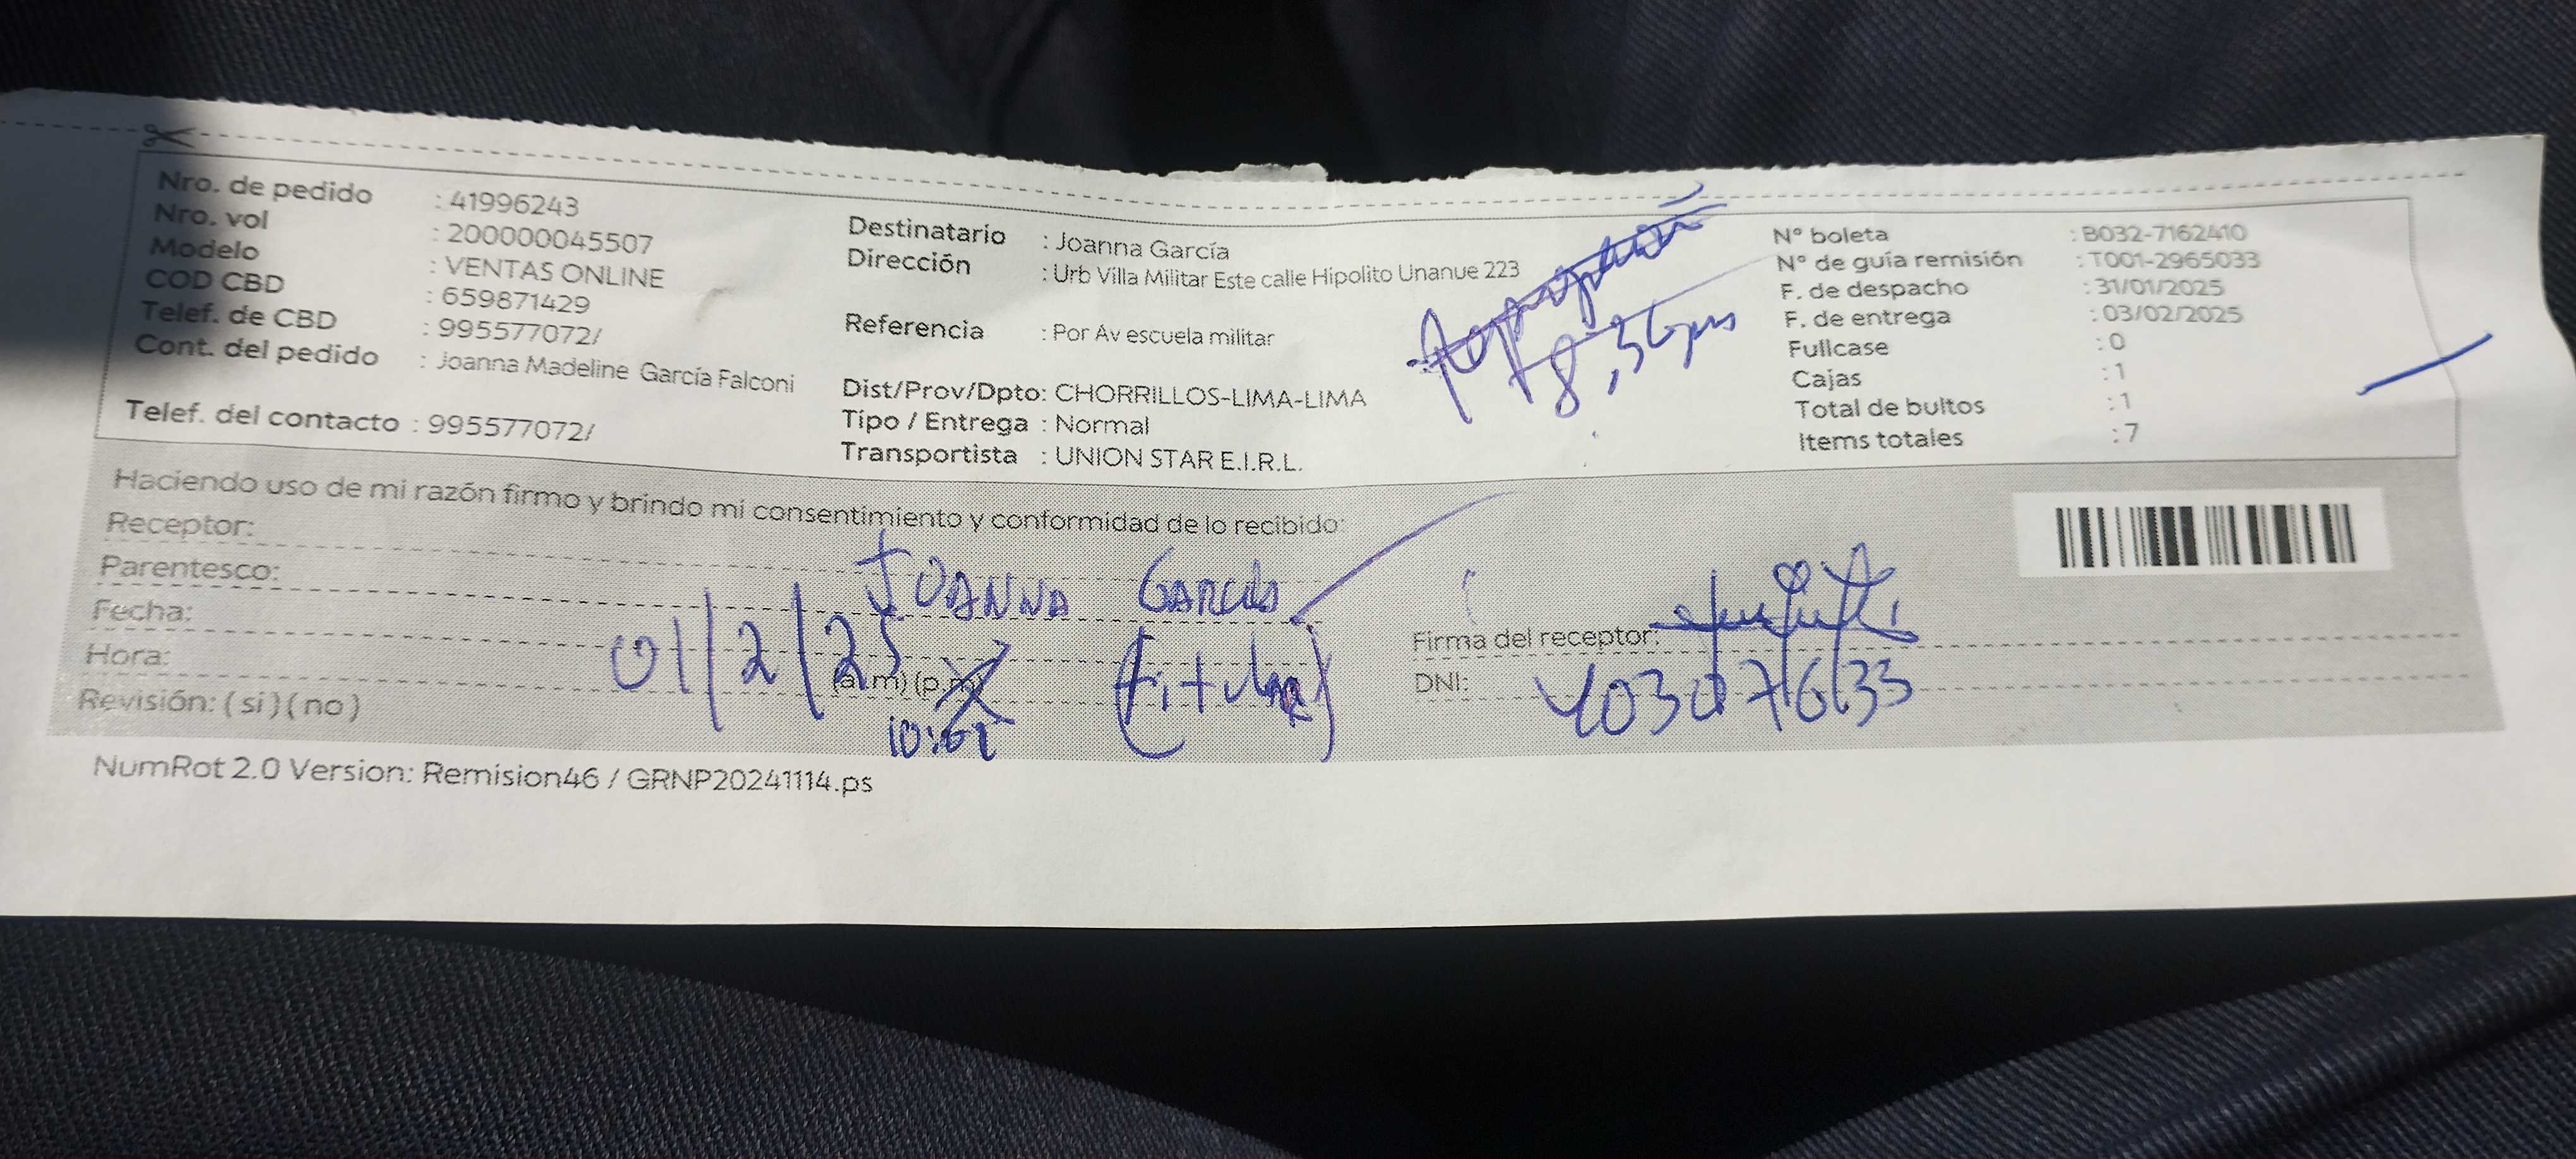 Nro. de pedido : 41996243
Nro. vol : 200000045507
Modelo : VENTAS ONLINE
COD CBD : 659871429
Telef. de CBD : 995577072/
Cont. del pedido : Joanna Madeline García Falconi
Telef. del contacto : 995577072/
Destinatario : Joanna García
Dirección : Urb Villa Militar Este calle Hipolito Unanue 223
Referencia : Por Av escuela militar
Dist/Prov/Dpto: CHORRILLOS-LIMA-LIMA
Tipo / Entrega : Normal
Transportista : UNION STAR E.I.R.L.
N° boleta : B032-7162410
N° de guía remisión : T001-2965033
F. de despacho : 31/01/2025
F. de entrega : 03/02/2025
Fullcase : 0
Cajas : 1
Total de bultos : 1
Items totales : 7
Haciendo uso de mi razón firmo y brindo mi consentimiento y conformidad de lo recibido:
Receptor:
Parentesco: JOANNA GARCÍA
Fecha: 01/2/25 (titular)
Hora: (a.m) (p.m)
Revisión: ( si ) ( no )
Firma del receptor:
DNI: 40307633
NumRot 2.0 Version: Remision46 / GRNP20241114.ps